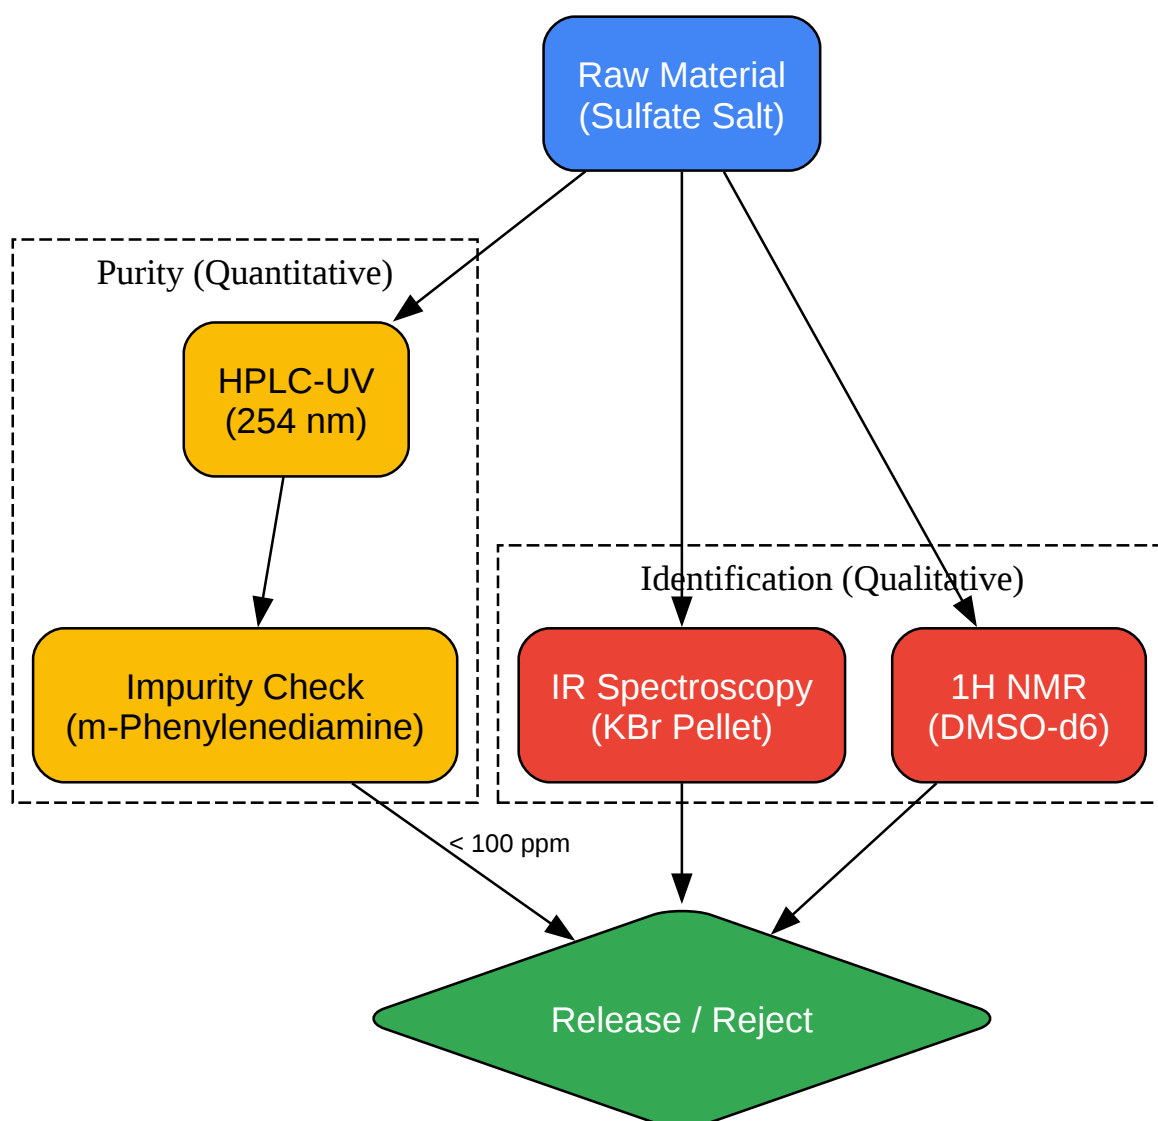 Raw Material
(Sulfate Salt)
Purity (Quantitative)
HPLC-UV
(254 nm)
Identification (Qualitative)
Impurity Check
(m-Phenylenediamine)
IR Spectroscopy
(KBr Pellet)
1H NMR
(DMSO-d6)
< 100 ppm
Release / Reject